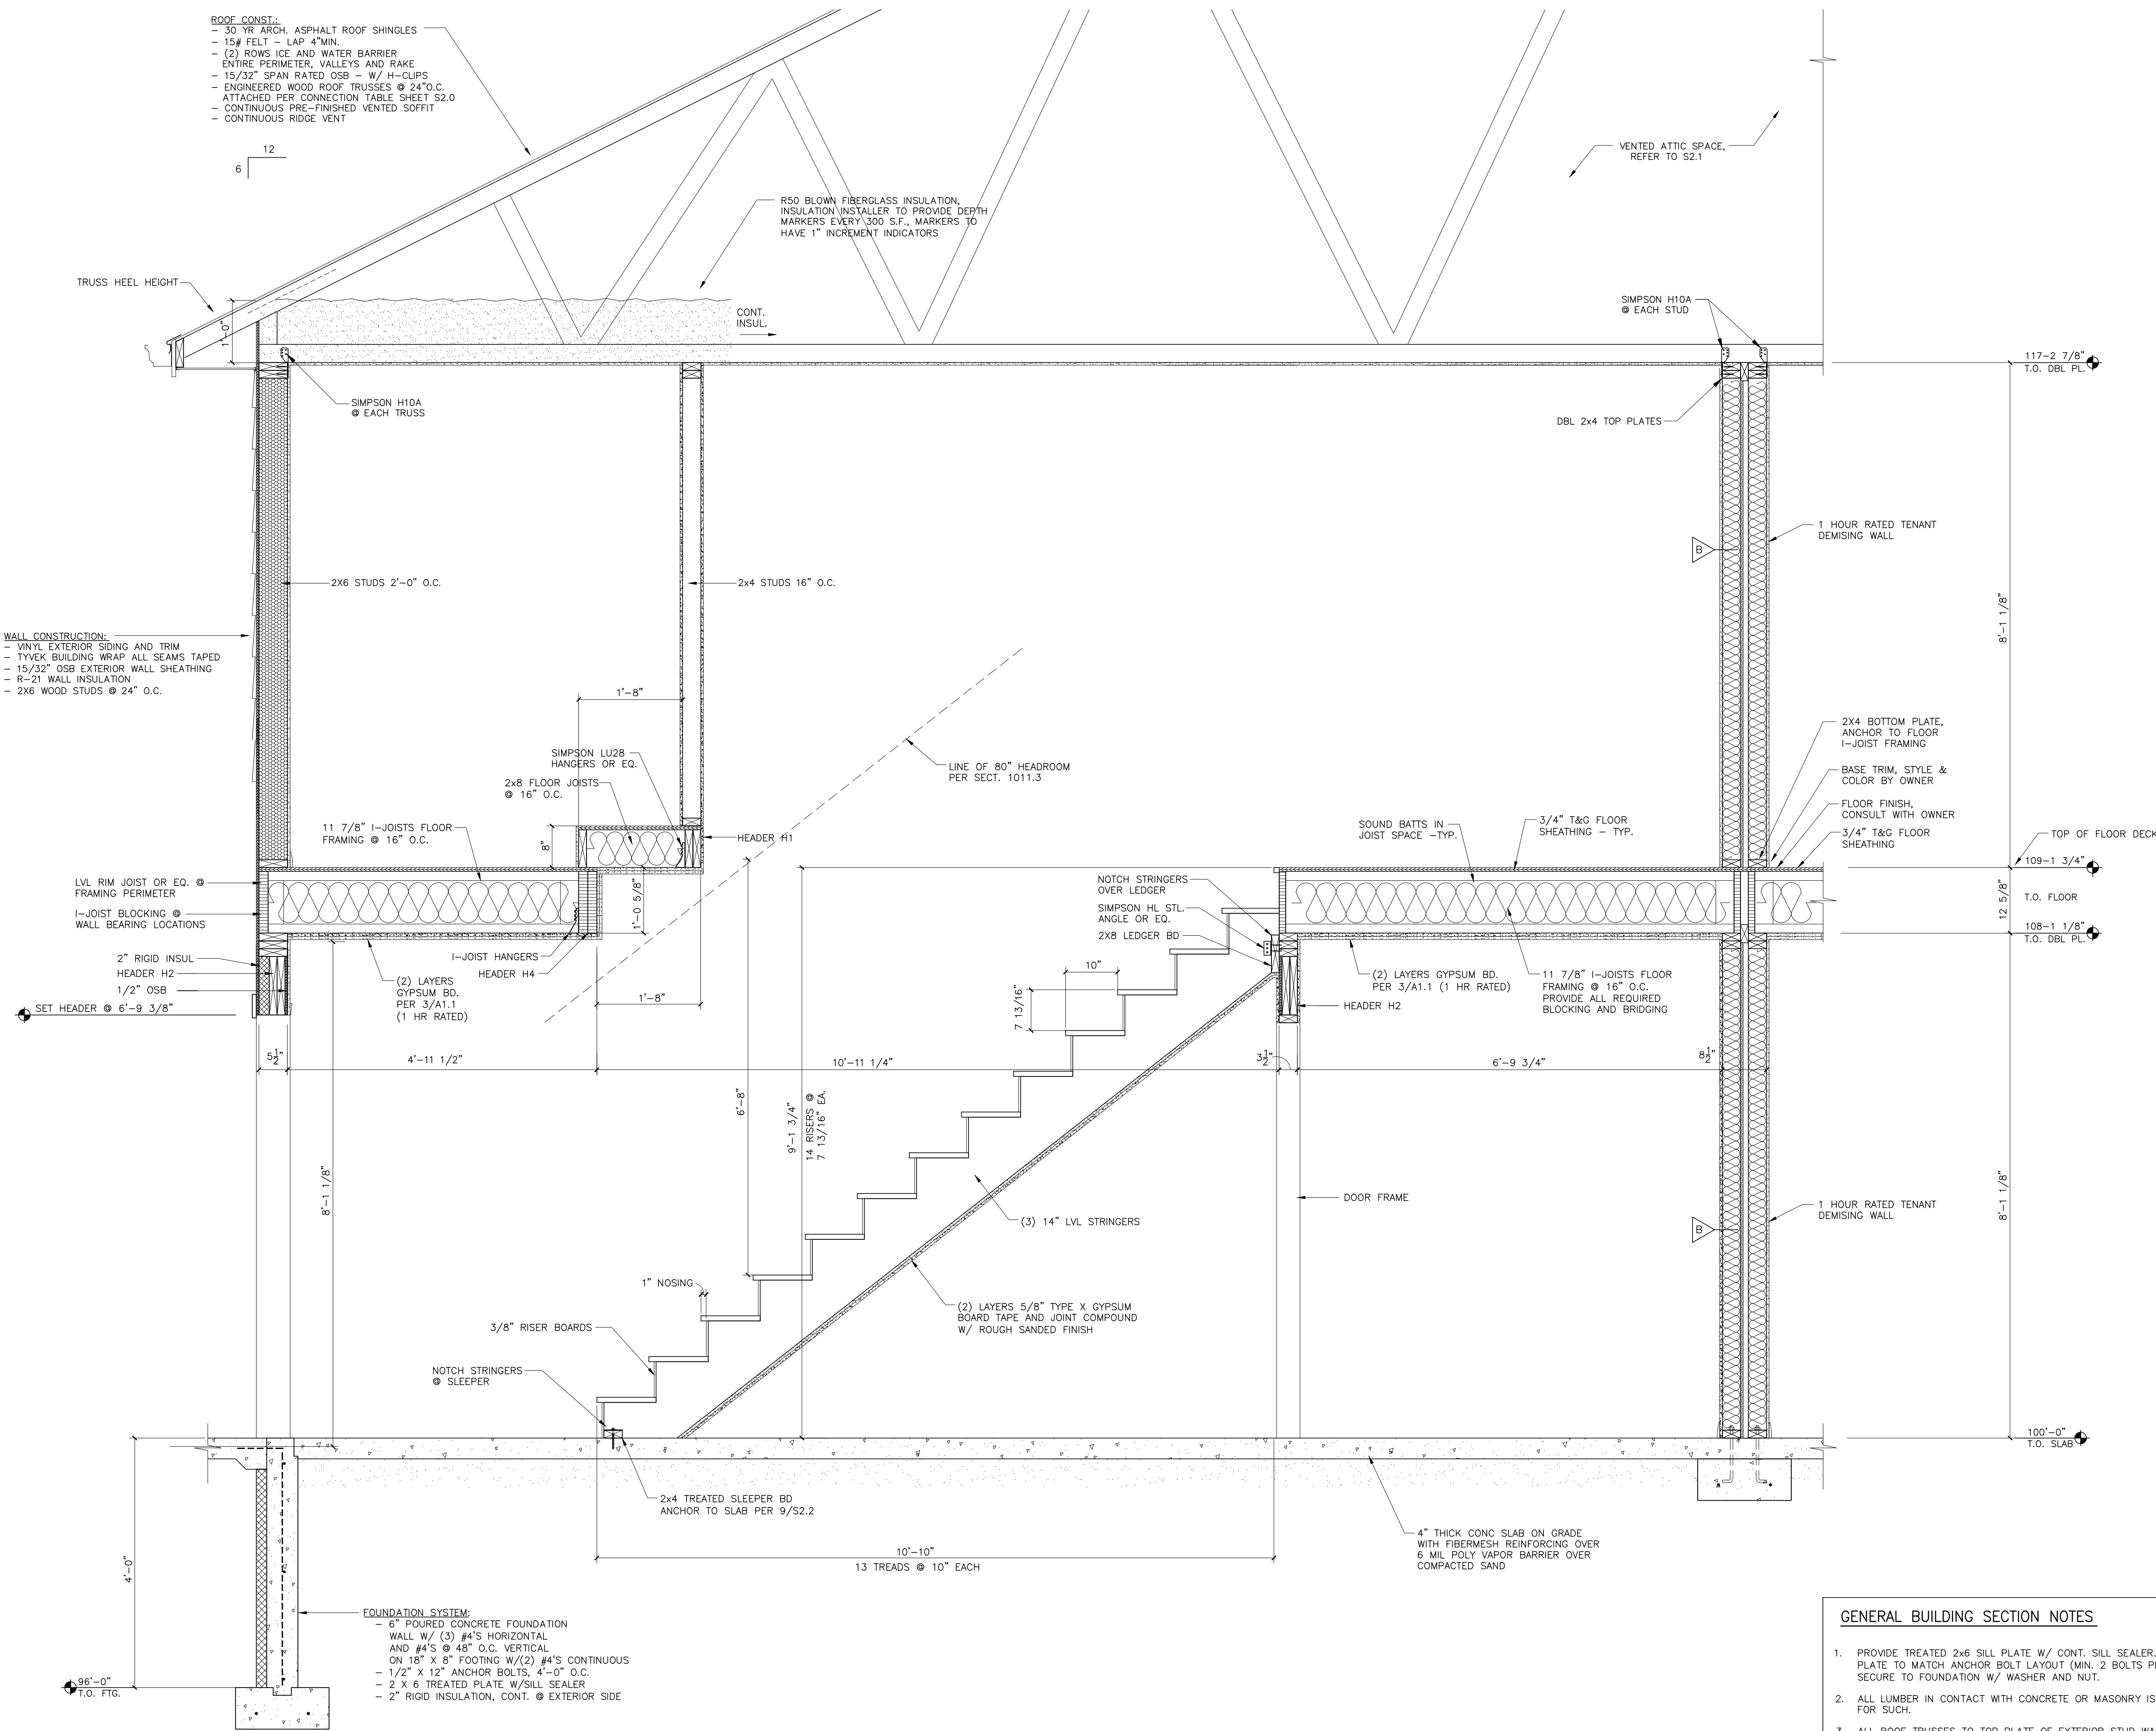 ROOF CONST.:
– 30 YR ARCH. ASPHALT ROOF SHINGLES
– 15# FELT – LAP 4"MIN.
– (2) ROWS ICE AND WATER BARRIER
ENTIRE PERIMETER, VALLEYS AND RAKE
– 15/32" SPAN RATED OSB – W/ H–CLIPS
– ENGINEERED WOOD ROOF TRUSSES @ 24"O.C.
ATTACHED PER CONNECTION TABLE SHEET S2.0
– CONTINUOUS PRE–FINISHED VENTED SOFFIT
– CONTINUOUS RIDGE VENT
12
6
VENTED ATTIC SPACE,
REFER TO S2.1
R50 BLOWN FIBERGLASS INSULATION,
INSULATION INSTALLER TO PROVIDE DEPTH
MARKERS EVERY 300 S.F., MARKERS TO
HAVE 1" INCREMENT INDICATORS
TRUSS HEEL HEIGHT
1'–0"
CONT.
INSUL.
SIMPSON H10A
@ EACH STUD
117–2 7/8"
T.O. DBL PL.
SIMPSON H10A
@ EACH TRUSS
DBL 2x4 TOP PLATES
1 HOUR RATED TENANT
DEMISING WALL
B
2X6 STUDS 2'–0" O.C.
2x4 STUDS 16" O.C.
8'–1 1/8"
WALL CONSTRUCTION:
– VINYL EXTERIOR SIDING AND TRIM
– TYVEK BUILDING WRAP ALL SEAMS TAPED
– 15/32" OSB EXTERIOR WALL SHEATHING
– R–21 WALL INSULATION
– 2X6 WOOD STUDS @ 24" O.C.
1'–8"
2X4 BOTTOM PLATE,
ANCHOR TO FLOOR
I–JOIST FRAMING
SIMPSON LU28
HANGERS OR EQ.
LINE OF 80" HEADROOM
PER SECT. 1011.3
BASE TRIM, STYLE &
COLOR BY OWNER
2x8 FLOOR JOISTS
@ 16" O.C.
FLOOR FINISH,
CONSULT WITH OWNER
11 7/8" I–JOISTS FLOOR
FRAMING @ 16" O.C.
8"
HEADER H1
SOUND BATTS IN
JOIST SPACE –TYP.
3/4" T&G FLOOR
SHEATHING – TYP.
3/4" T&G FLOOR
SHEATHING
TOP OF FLOOR DECK
109–1 3/4"
T.O. FLOOR
12 5/8"
108–1 1/8"
T.O. DBL PL.
LVL RIM JOIST OR EQ. @
FRAMING PERIMETER
I–JOIST BLOCKING @
WALL BEARING LOCATIONS
1'–0 5/8"
NOTCH STRINGERS
OVER LEDGER
SIMPSON HL STL.
ANGLE OR EQ.
2X8 LEDGER BD
2" RIGID INSUL
HEADER H2
1/2" OSB
SET HEADER @ 6'–9 3/8"
I–JOIST HANGERS
HEADER H4
(2) LAYERS
GYPSUM BD.
PER 3/A1.1
(1 HR RATED)
1'–8"
10"
7 13/16"
(2) LAYERS GYPSUM BD.
PER 3/A1.1 (1 HR RATED)
HEADER H2
11 7/8" I–JOISTS FLOOR
FRAMING @ 16" O.C.
PROVIDE ALL REQUIRED
BLOCKING AND BRIDGING
5 1/2"
4'–11 1/2"
10'–11 1/4"
3 1/2"
6'–9 3/4"
8 1/2"
6'–8"
9'–1 3/4"
14 RISERS @
7 13/16" EA.
8'–1 1/8"
DOOR FRAME
1 HOUR RATED TENANT
DEMISING WALL
B
8'–1 1/8"
(3) 14" LVL STRINGERS
1" NOSING
(2) LAYERS 5/8" TYPE X GYPSUM
BOARD TAPE AND JOINT COMPOUND
W/ ROUGH SANDED FINISH
3/8" RISER BOARDS
NOTCH STRINGERS
@ SLEEPER
100'–0"
T.O. SLAB
2x4 TREATED SLEEPER BD
ANCHOR TO SLAB PER 9/S2.2
4" THICK CONC SLAB ON GRADE
WITH FIBERMESH REINFORCING OVER
6 MIL POLY VAPOR BARRIER OVER
COMPACTED SAND
10'–10"
13 TREADS @ 10" EACH
4'–0"
FOUNDATION SYSTEM:
– 6" POURED CONCRETE FOUNDATION
WALL W/ (3) #4'S HORIZONTAL
AND #4'S @ 48" O.C. VERTICAL
ON 18" X 8" FOOTING W/(2) #4'S CONTINUOUS
– 1/2" X 12" ANCHOR BOLTS, 4'–0" O.C.
– 2 X 6 TREATED PLATE W/SILL SEALER
– 2" RIGID INSULATION, CONT. @ EXTERIOR SIDE
96'–0"
T.O. FTG.
GENERAL BUILDING SECTION NOTES
1. PROVIDE TREATED 2x6 SILL PLATE W/ CONT. SILL SEALER.
PLATE TO MATCH ANCHOR BOLT LAYOUT (MIN. 2 BOLTS
SECURE TO FOUNDATION W/ WASHER AND NUT.
2. ALL LUMBER IN CONTACT WITH CONCRETE OR MASONRY IS
FOR SUCH.
3. ALL ROOF TRUSSES TO TOP PLATE OF EXTERIOR STUD